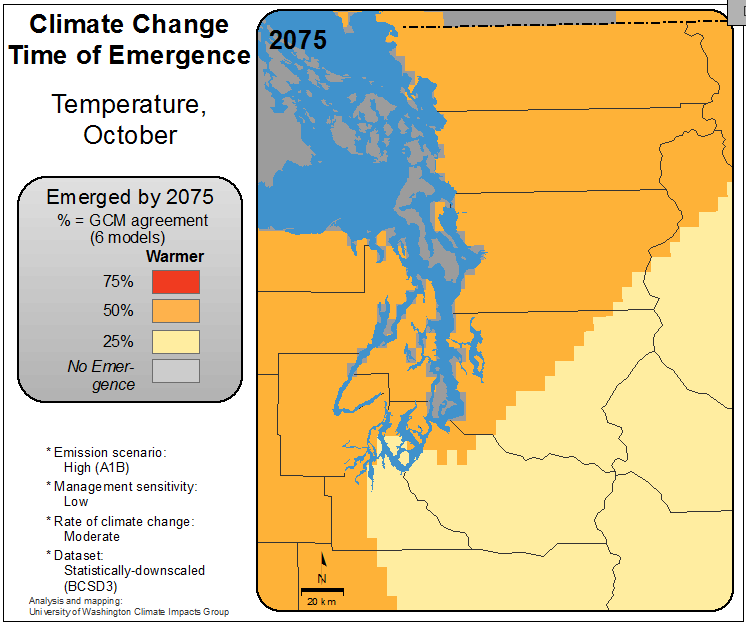 Climate Change
Time of Emergence
Temperature,
October
Emerged by 2075
% = GCM agreement
(6 models)
Warmer
75%
50%
25%
No Emer-
gence
* Emission scenario:
High (A1B)
* Management sensitivity:
Low
* Rate of climate change:
Moderate
* Dataset:
Statistically-downscaled
(BCSD3)
Analysis and mapping:
University of Washington Climate Impacts Group
2075
N
20 km